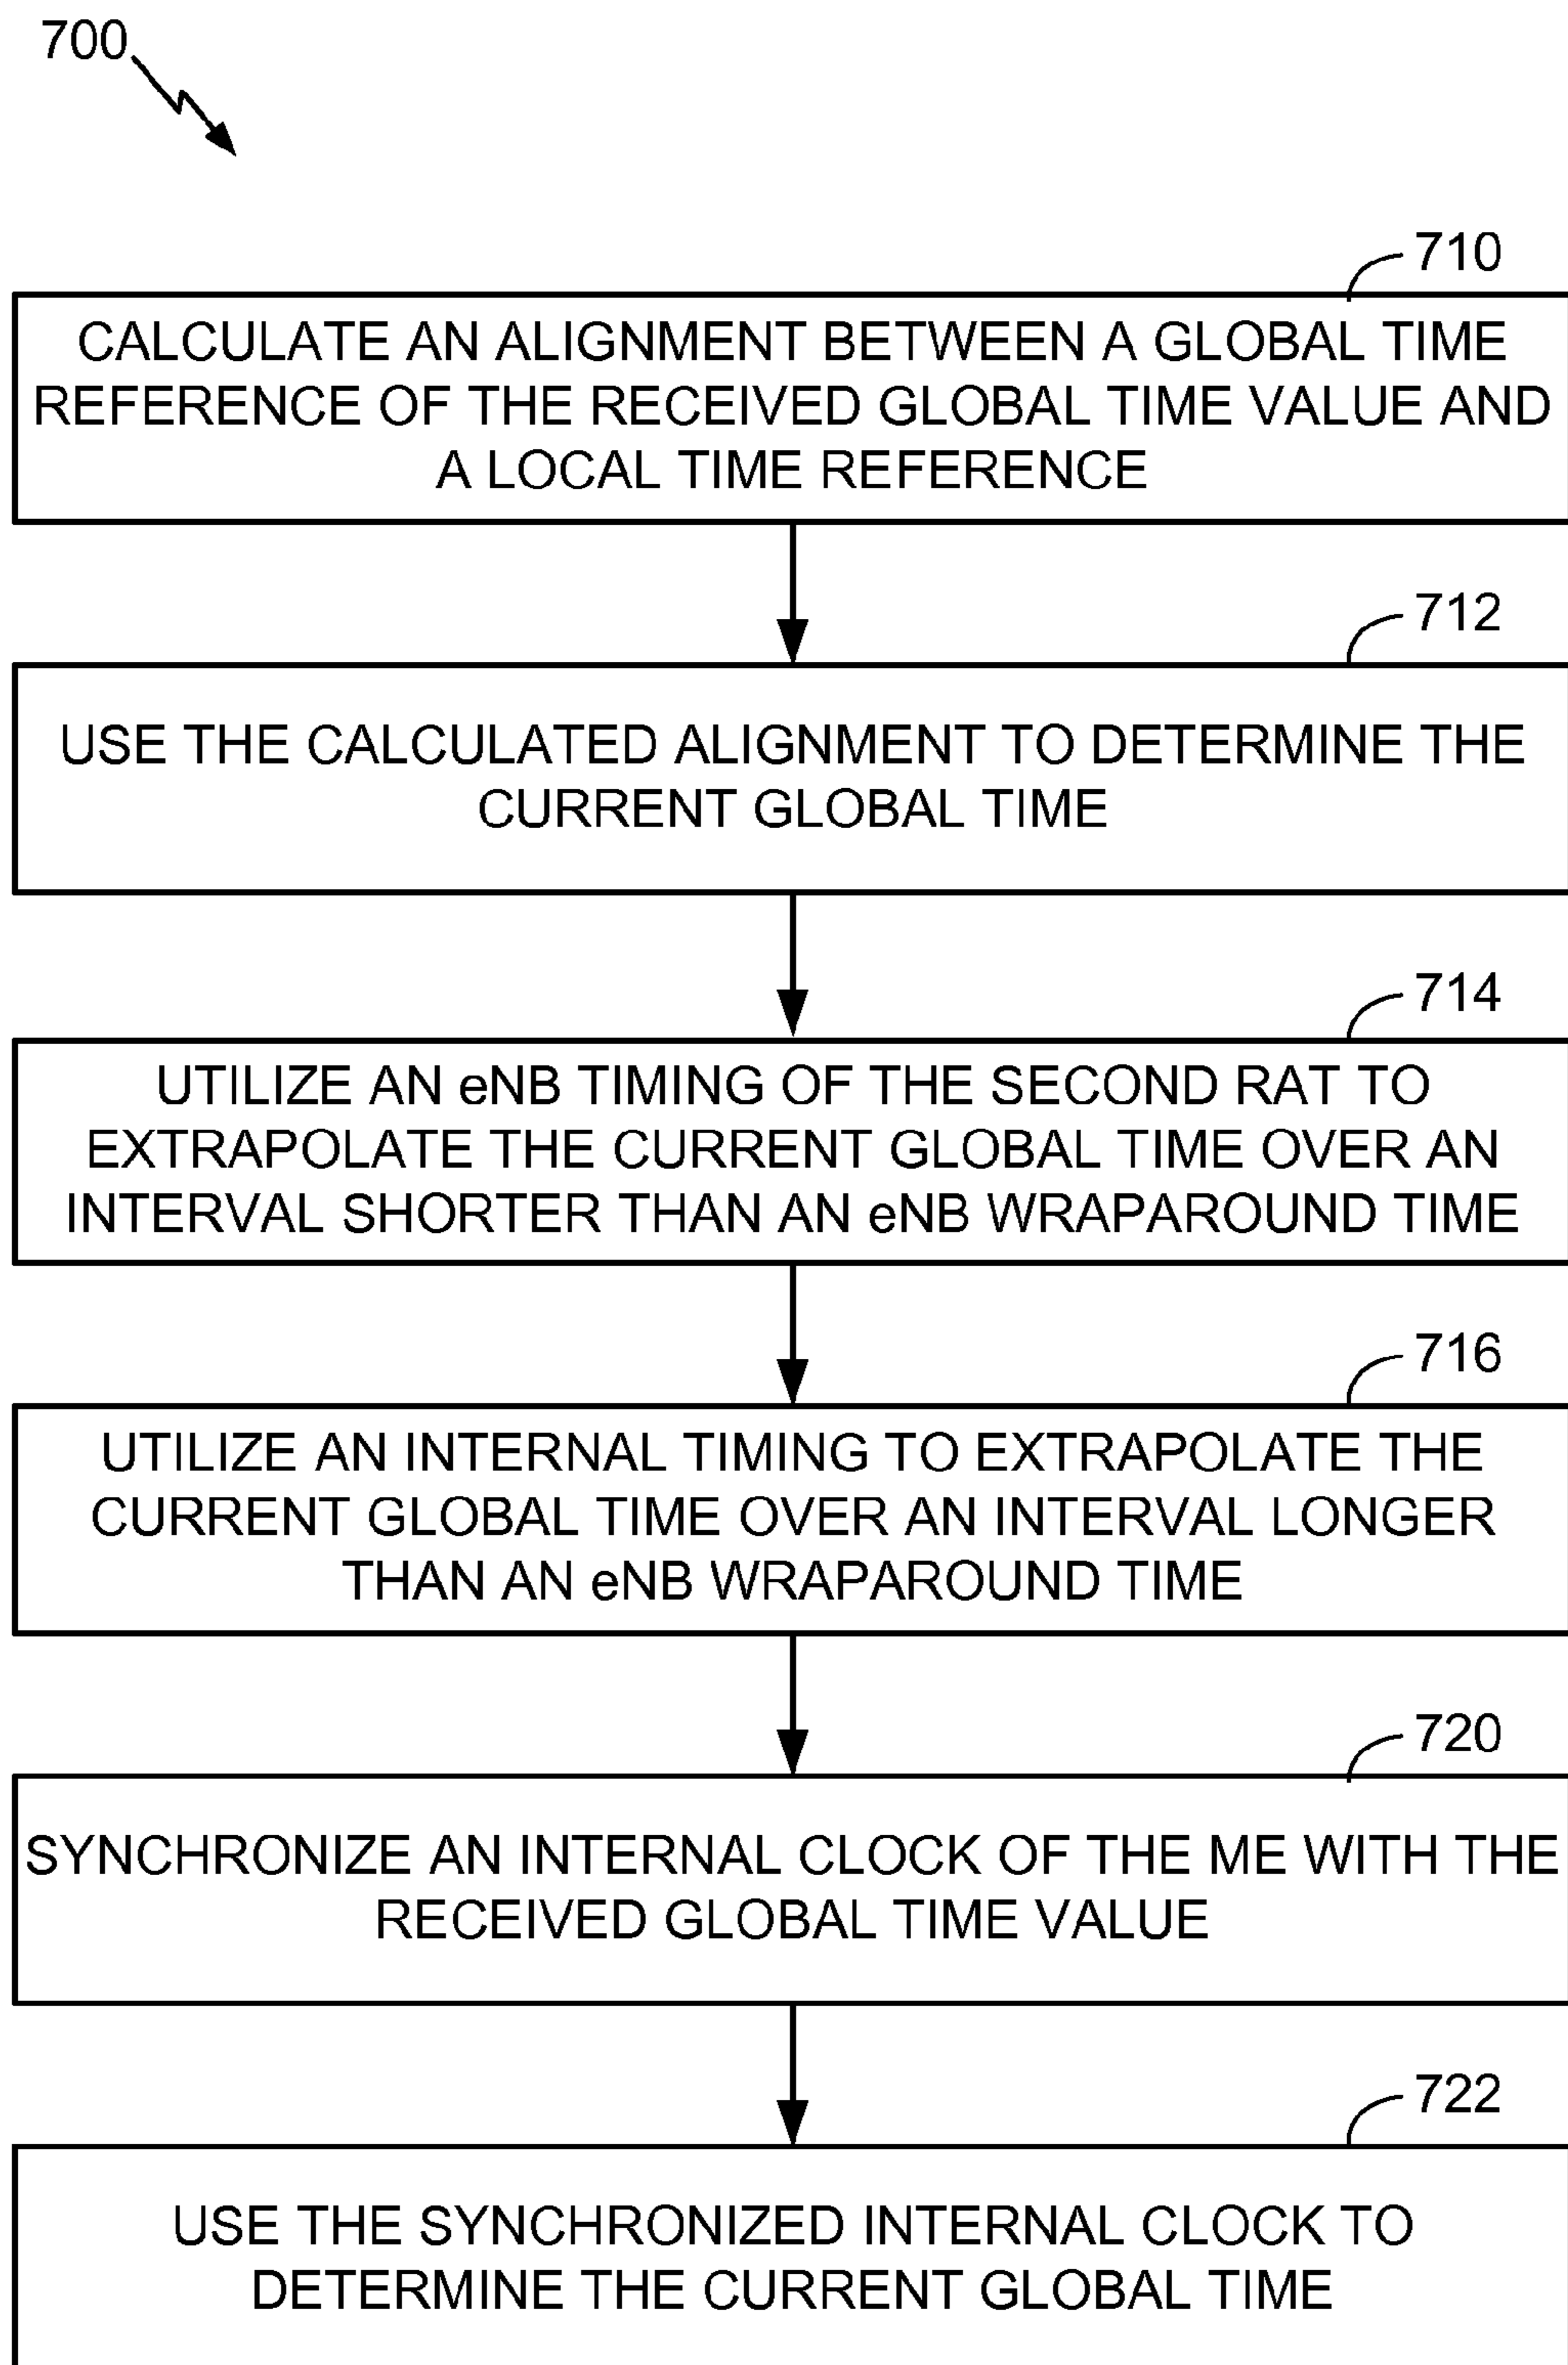 700
710
CALCULATE AN ALIGNMENT BETWEEN A GLOBAL TIME
REFERENCE OF THE RECEIVED GLOBAL TIME VALUE AND
A LOCAL TIME REFERENCE
712
USE THE CALCULATED ALIGNMENT TO DETERMINE THE
CURRENT GLOBAL TIME
714
UTILIZE AN eNB TIMING OF THE SECOND RAT TO
EXTRAPOLATE THE CURRENT GLOBAL TIME OVER AN
INTERVAL SHORTER THAN AN eNB WRAPAROUND TIME
716
UTILIZE AN INTERNAL TIMING TO EXTRAPOLATE THE
CURRENT GLOBAL TIME OVER AN INTERVAL LONGER
THAN AN eNB WRAPAROUND TIME
720
SYNCHRONIZE AN INTERNAL CLOCK OF THE ME WITH THE
RECEIVED GLOBAL TIME VALUE
722
USE THE SYNCHRONIZED INTERNAL CLOCK TO
DETERMINE THE CURRENT GLOBAL TIME